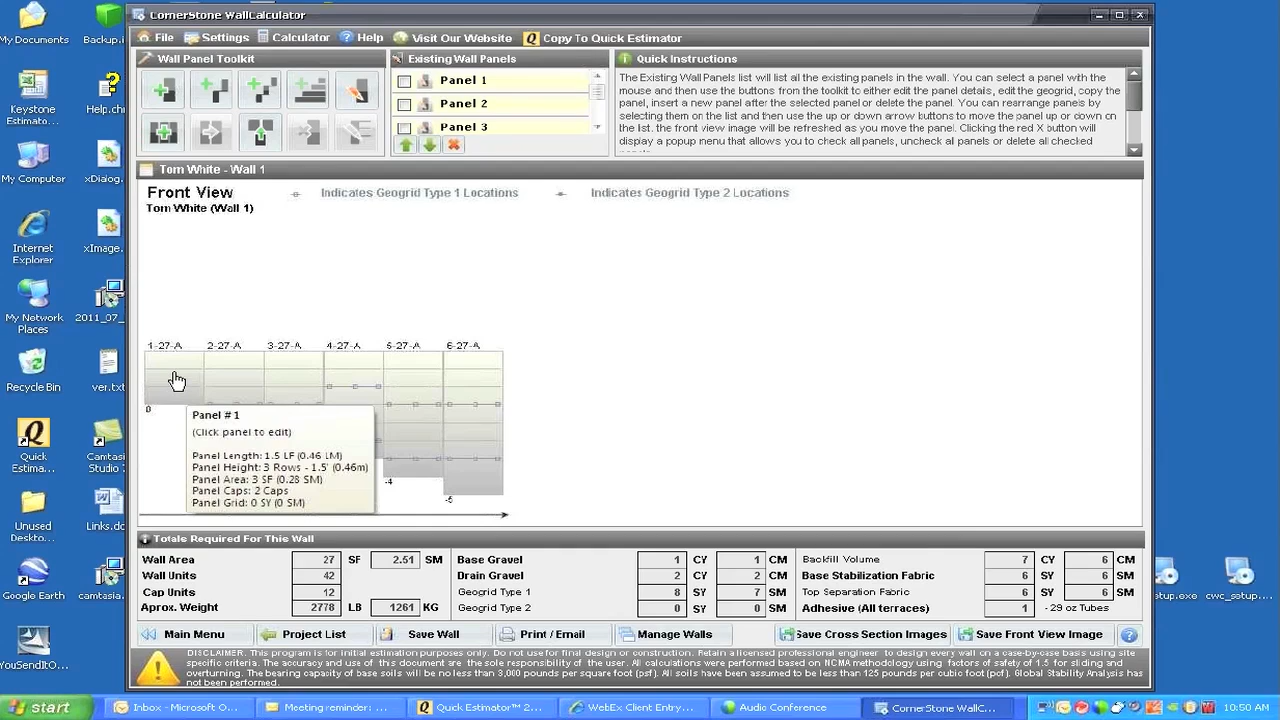 My Documents
Backup.i
Keystone
Estimato...
Help.ch
My Computer
xDialog.
Internet
Explorer
xImage.
My Network
Places
2011_07_
Recycle Bin
ver.txt
Quick
Estima...
Camtasi
Studio 7
Unused
Deskto...
Links.do
Google Earth
camtasia.
YouSendItO...
CornerStone WallCalculator
File
Settings
Calculator
Help
Visit Our Website
Copy To Quick Estimator
Wall Panel Toolkit
Existing Wall Panels
Panel 1
Panel 2
Panel 3
Quick Instructions
The Existing Wall Panels list will list all the existing panels in the wall. You can select a panel with the
mouse and then use the buttons from the toolkit to either edit the panel details, edit the geogrid, copy the
panel, insert a new panel after the selected panel or delete the panel. You can rearrange panels by
selecting them on the list and then use the up or down arrow buttons to move the panel up or down on
the list. the front view image will be refreshed as you move the panel. Clicking the red X button will
display a popup menu that allows you to check all panels, uncheck all panels or delete all checked
Tom White - Wall 1
Front View
Indicates Geogrid Type 1 Locations
Indicates Geogrid Type 2 Locations
Tom White (Wall 1)
1-27-A 2-27-A 3-27-A 4-27-A 5-27-A 6-27-A
0
-4
-5
Panel #1
(Click panel to edit)
Panel Length: 1.5 LF (0.46 LM)
Panel Height: 3 Rows - 1.5' (0.46m)
Panel Area: 3 SF (0.28 SM)
Panel Caps: 2 Caps
Panel Grid: 0 SY (0 SM)
Totals Required For This Wall
Wall Area 27 SF 2.51 SM
Wall Units 42
Cap Units 12
Aprox. Weight 2778 LB 1261 KG
Base Gravel 1 CY 1 CM
Drain Gravel 2 CY 2 CM
Geogrid Type 1 8 SY 7 SM
Geogrid Type 2 0 SY 0 SM
Backfill Volume 7 CY 6 CM
Base Stabilization Fabric 6 SY 6 SM
Top Separation Fabric 6 SY 6 SM
Adhesive (All terraces) 1 - 29 oz Tubes
Main Menu
Project List
Save Wall
Print / Email
Manage Walls
Save Cross Section Images
Save Front View Image
DISCLAIMER. This program is for initial estimation purposes only. Do not use for final design or construction. Retain a licensed professional engineer to design every wall on a case-by-case basis using site
specific criteria. The accuracy and use of this document are the sole responsibility of the user. All calculations were performed based on NCMA methodology using factors of safety of 1.5 for sliding and
overturning. The bearing capacity of base soils will be no less than 3,000 pounds per square foot (psf). All soils have been assumed to be less than 125 pounds per cubic foot (pcf). Global Stability Analysis has
not been performed.
cwc_setup....
start
Inbox - Microsoft O...
Meeting reminder: ...
Quick Estimator™ 2...
WebEx Client Entry...
Audio Conference
CornerStone WallC...
10:50 AM